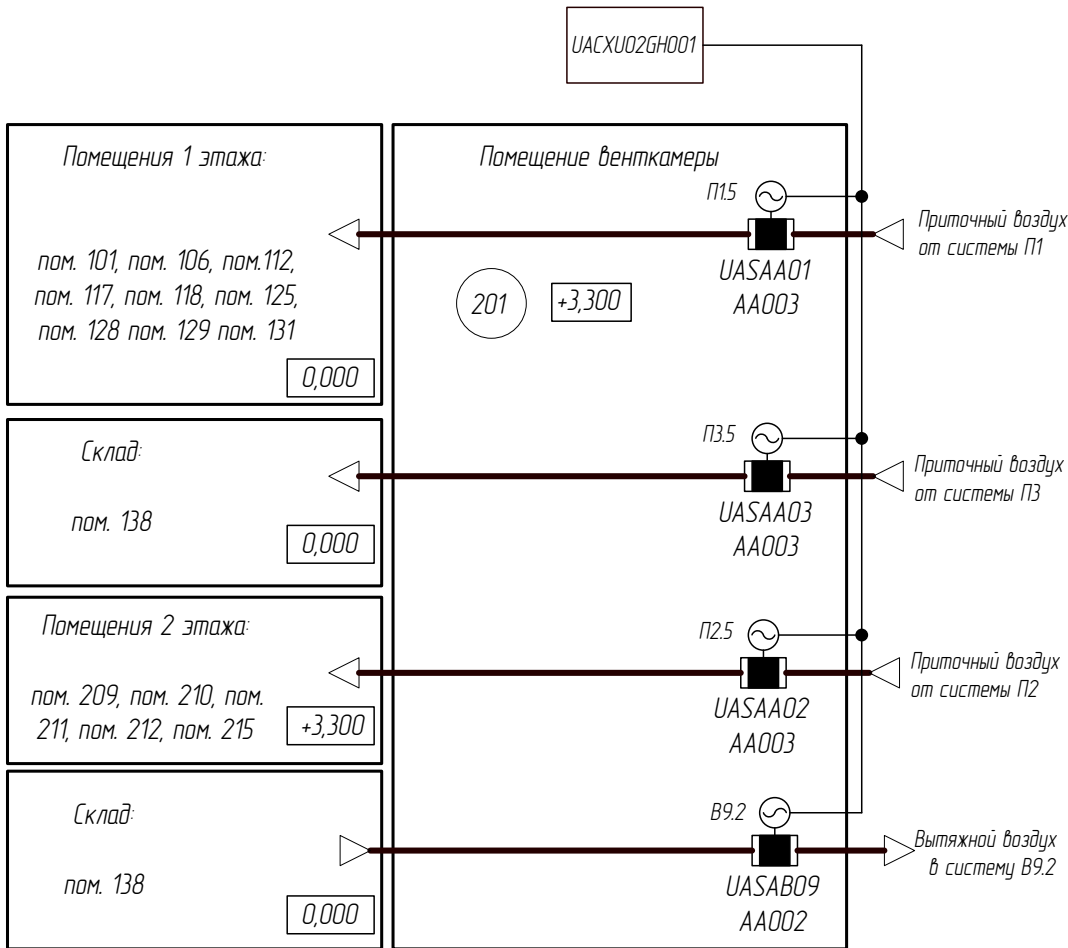 UACXU02GH001
Помещения 1 этажа:
пом. 101, пом. 106, пом.112,
пом. 117, пом. 118, пом. 125,
пом. 128 пом. 129 пом. 131
0,000
Помещение венткамеры
201
+3,300
П1.5
UASAA01
AA003
Приточный воздух
от системы П1
Склад:
пом. 138
0,000
П3.5
UASAA03
AA003
Приточный воздух
от системы П3
Помещения 2 этажа:
пом. 209, пом. 210, пом.
211, пом. 212, пом. 215
+3,300
П2.5
UASAA02
AA003
Приточный воздух
от системы П2
Склад:
пом. 138
0,000
В9.2
UASAB09
AA002
Вытяжной воздух
в систему В9.2